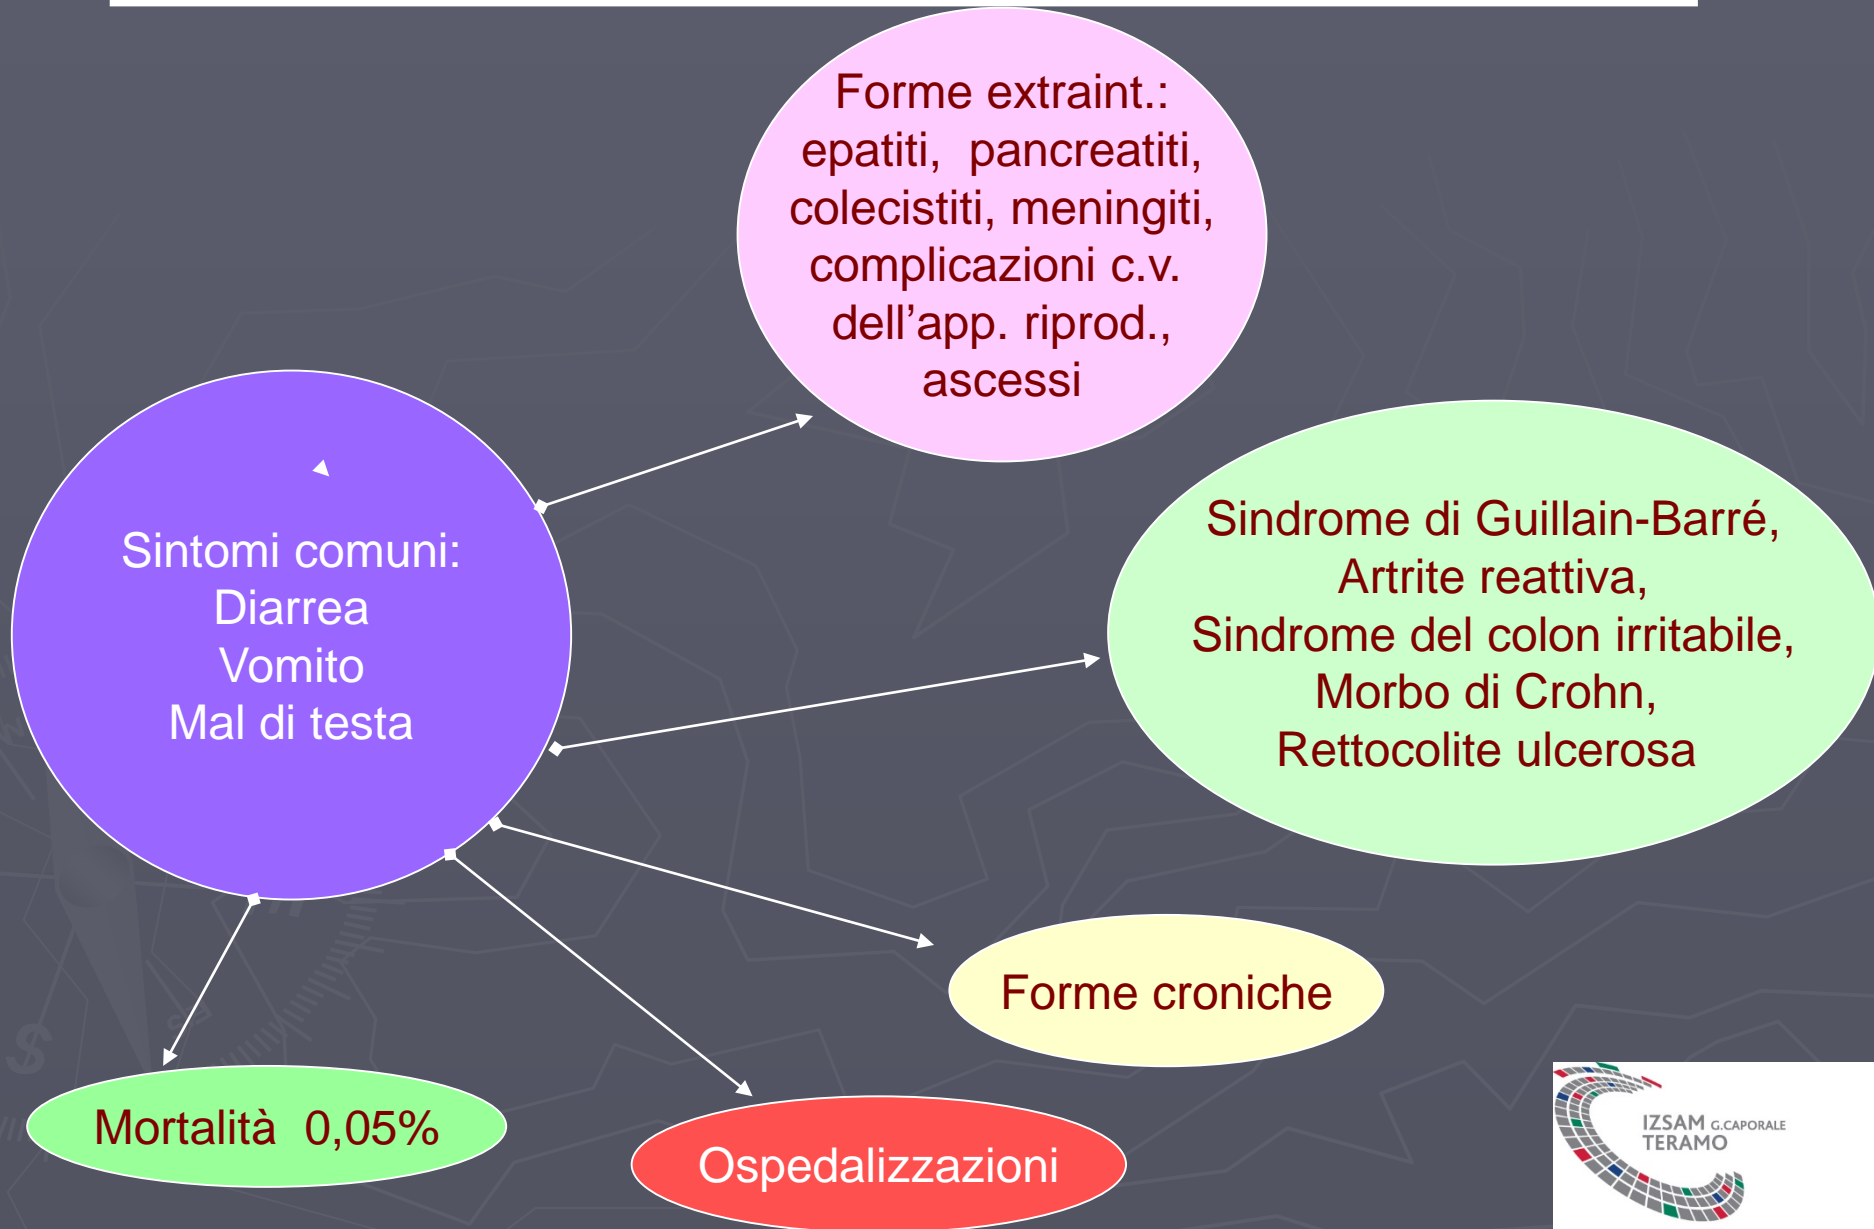 Forme extraint.:
epatiti, pancreatiti,
colecistiti, meningiti,
complicazioni c.v.
dell’app. riprod.,
ascessi
Sintomi comuni:
Diarrea
Vomito
Mal di testa
Sindrome di Guillain-Barré,
Artrite reattiva,
Sindrome del colon irritabile,
Morbo di Crohn,
Rettocolite ulcerosa
Forme croniche
Mortalità 0,05%
Ospedalizzazioni
IZSAM G.CAPORALE
TERAMO